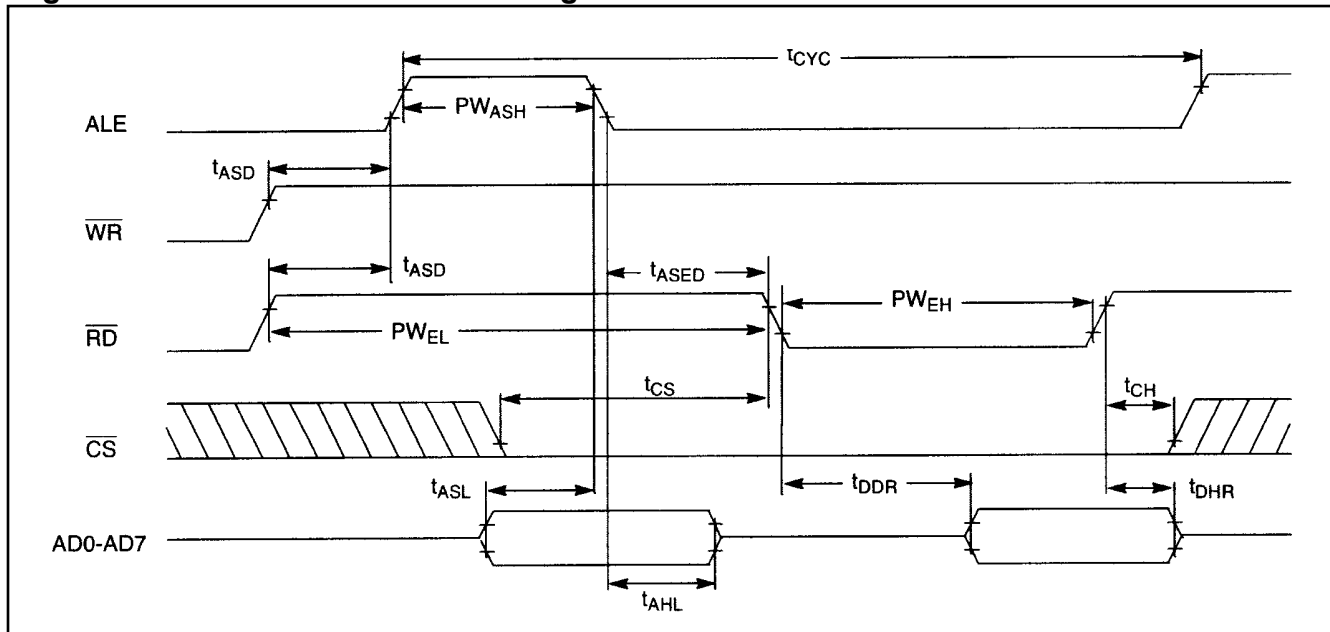 tCYC
PWASH
ALE
tASD
WR
tASD
tASED
PWEH
RD
PWEL
tCS
tCH
CS
tASL
tDDR
tDHR
AD0-AD7
tAHL